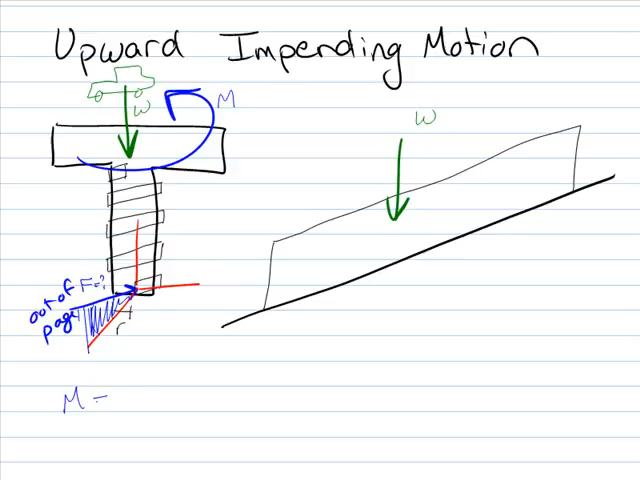 Upward Impending Motion
M
W
W
out of F=?
page
r
M =